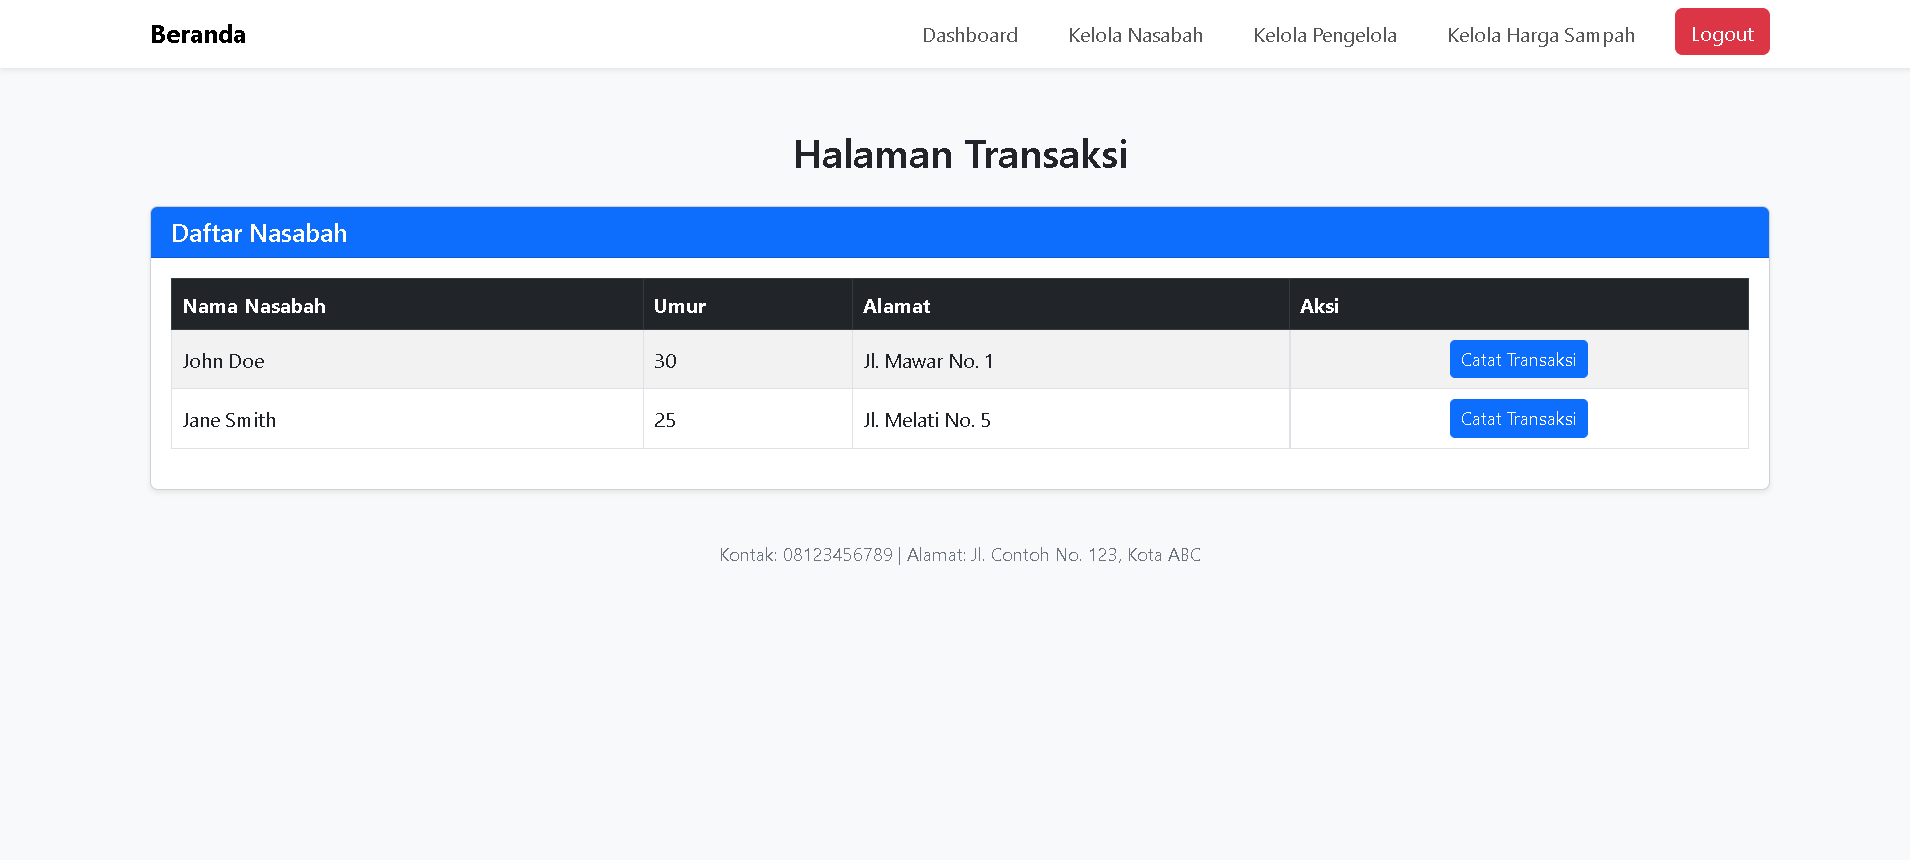 Beranda Dashboard Kelola Nasabah Kelola Pengelola Kelola Harga Sampah Logout
Halaman Transaksi
Daftar Nasabah
Nama Nasabah Umur Alamat Aksi
John Doe 30 Jl. Mawar No. 1 Catat Transaksi
Jane Smith 25 Jl. Melati No. 5 Catat Transaksi
Kontak: 08123456789 | Alamat: Jl. Contoh No. 123, Kota ABC